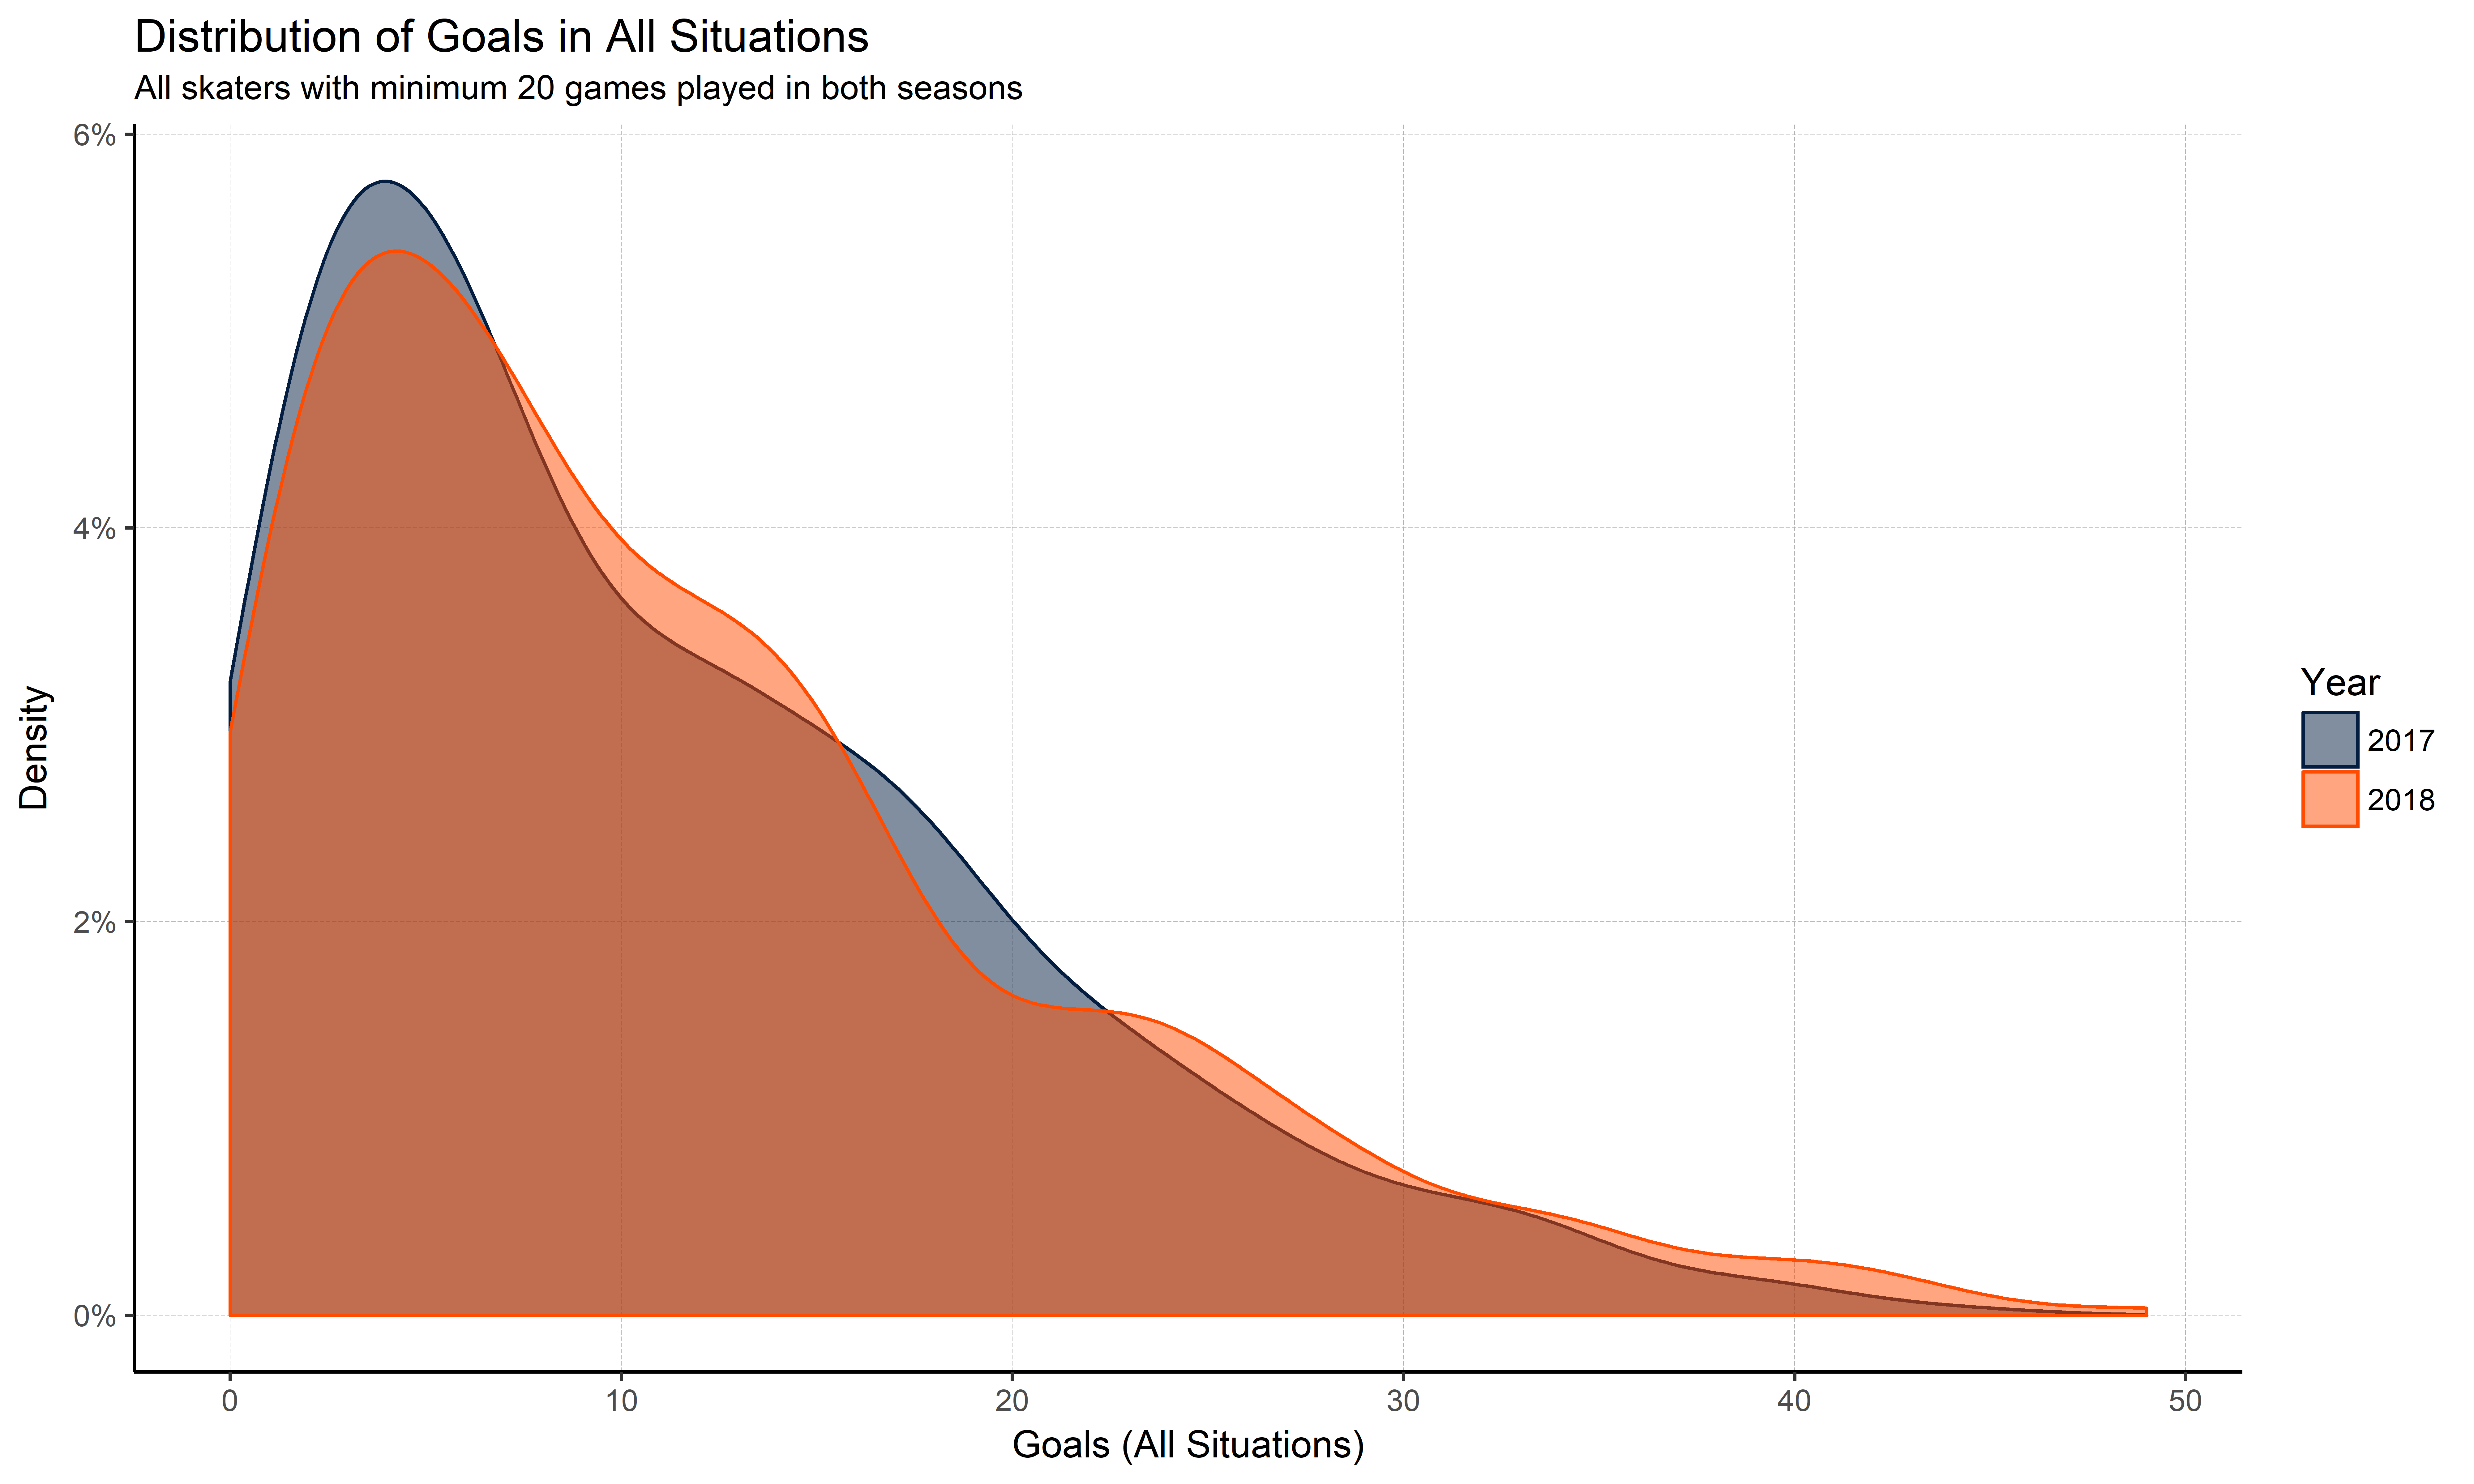 Distribution of Goals in All Situations
All skaters with minimum 20 games played in both seasons
6%
4%
2%
0%
Density
0 10 20 30 40 50
Goals (All Situations)
Year
2017
2018